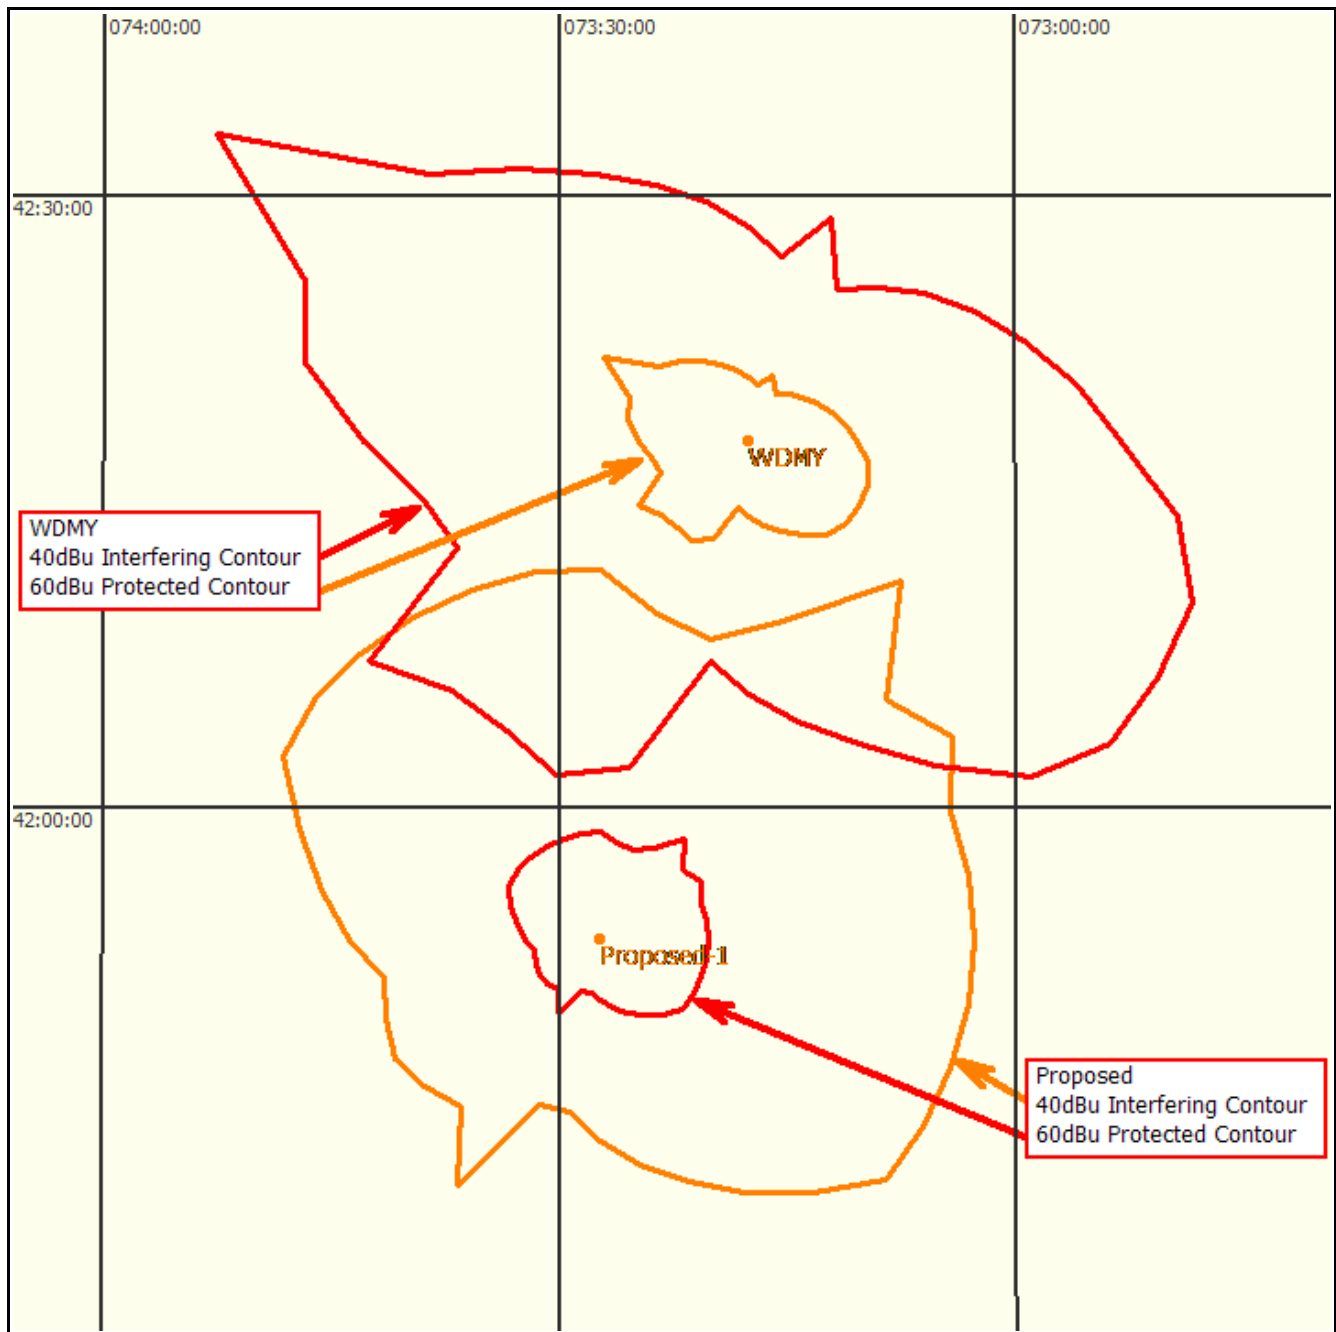 074:00:00
073:30:00
073:00:00
42:30:00
WDMY
WDMY
40dBu Interfering Contour
60dBu Protected Contour
42:00:00
Proposed-1
Proposed
40dBu Interfering Contour
60dBu Protected Contour